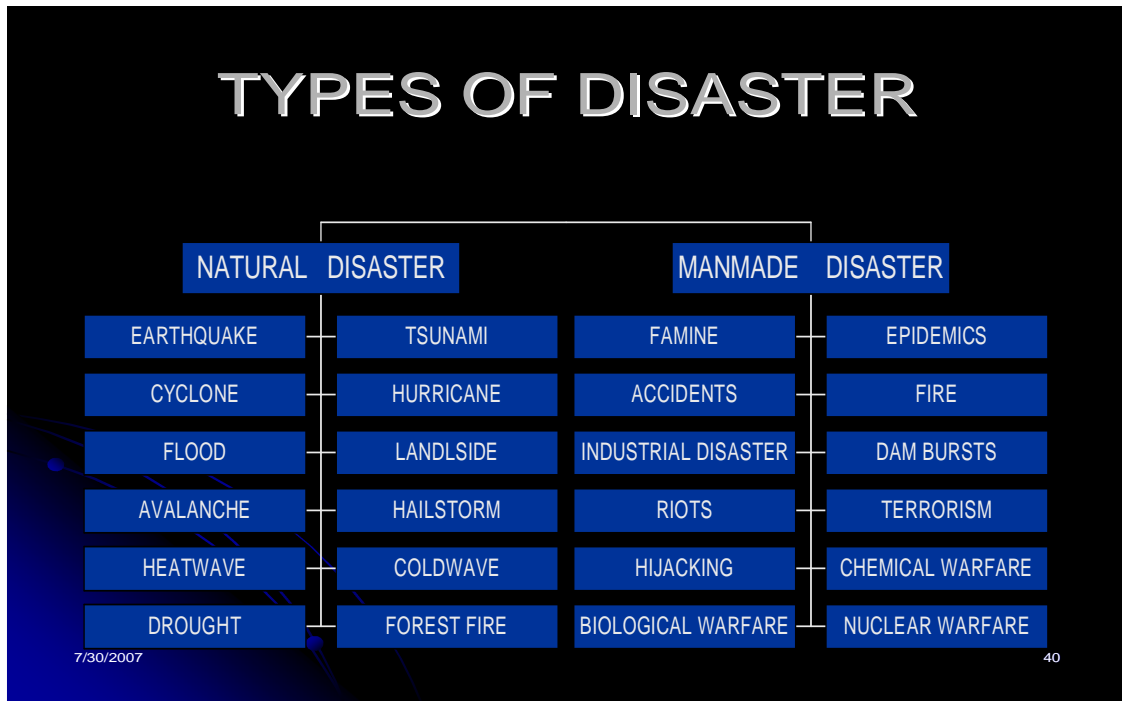 TYPES OF DISASTER
NATURAL DISASTER
MANMADE DISASTER
EARTHQUAKE
TSUNAMI
FAMINE
EPIDEMICS
CYCLONE
HURRICANE
ACCIDENTS
FIRE
FLOOD
LANDLSIDE
INDUSTRIAL DISASTER
DAM BURSTS
AVALANCHE
HAILSTORM
RIOTS
TERRORISM
HEATWAVE
COLDWAVE
HIJACKING
CHEMICAL WARFARE
DROUGHT
FOREST FIRE
BIOLOGICAL WARFARE
NUCLEAR WARFARE
7/30/2007
40